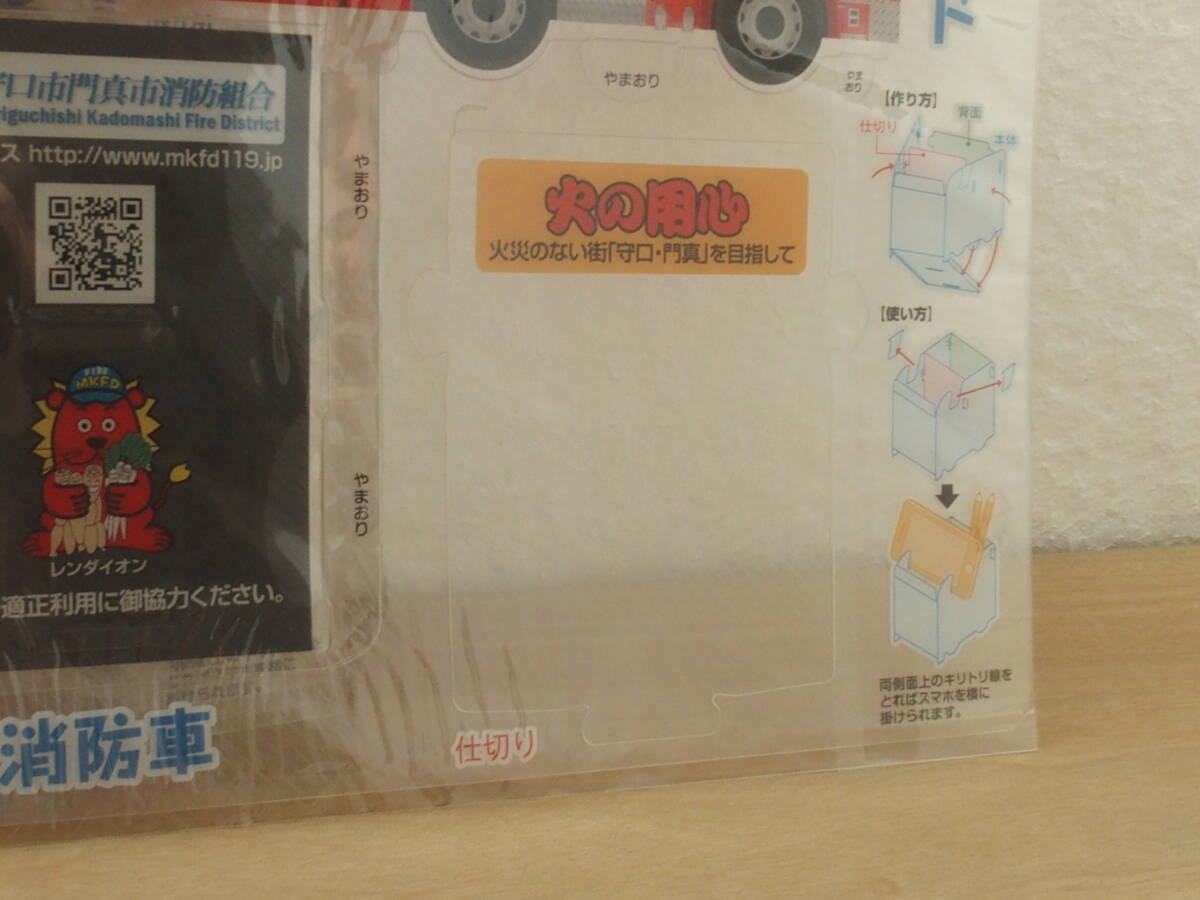 口市門真市消防組合
iguchishi Kadomashi Fire District
ス http://www.mkfd119.jp
FIRE
MKFD
レンダイオン
適正利用に御協力ください。
消防車
やまおり
やまおり
やまおり
やま
おり
火の用心
火災のない街「守口・門真」を目指して
仕切り
【作り方】
仕切り
背面
本体
【使い方】
両側面上のキリトリ線を
とればスマホを横に
掛けられます。